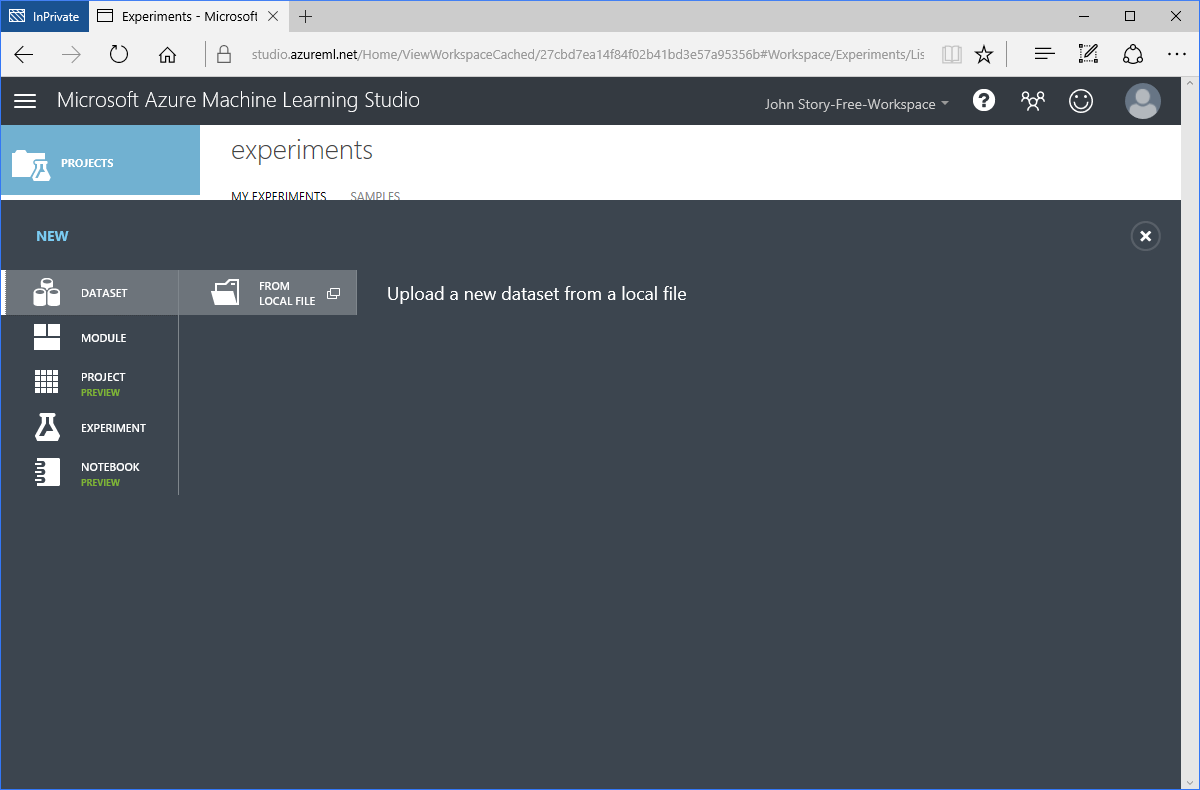 InPrivate
Experiments - Microsoft
studio.azureml.net/Home/ViewWorkspaceCached/27cbd7ea14f84f02b41bd3e57a95356b#Workspace/Experiments/Lis
Microsoft Azure Machine Learning Studio
John Story-Free-Workspace
?
PROJECTS
experiments
MY EXPERIMENTS
SAMPLES
NEW
DATASET
FROM
LOCAL FILE
Upload a new dataset from a local file
MODULE
PROJECT
PREVIEW
EXPERIMENT
NOTEBOOK
PREVIEW